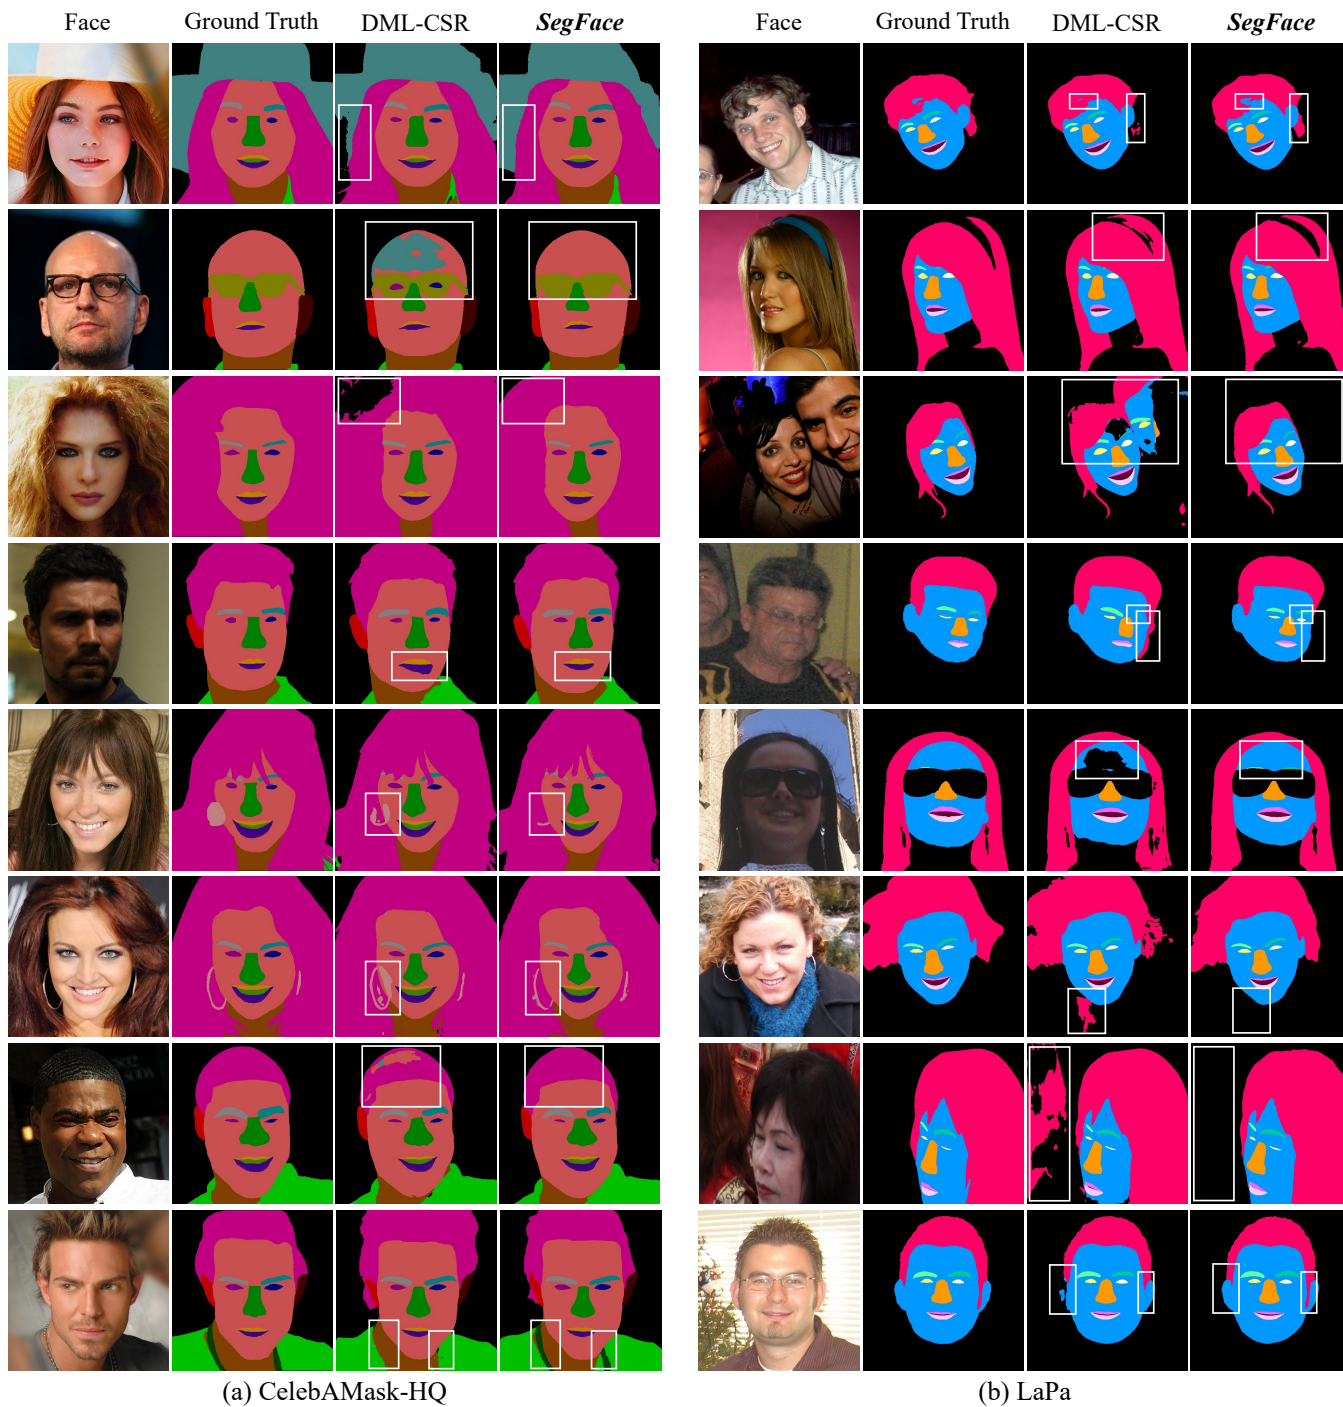 Face Ground Truth DML-CSR SegFace Face Ground Truth DML-CSR SegFace
(a) CelebAMask-HQ (b) LaPa